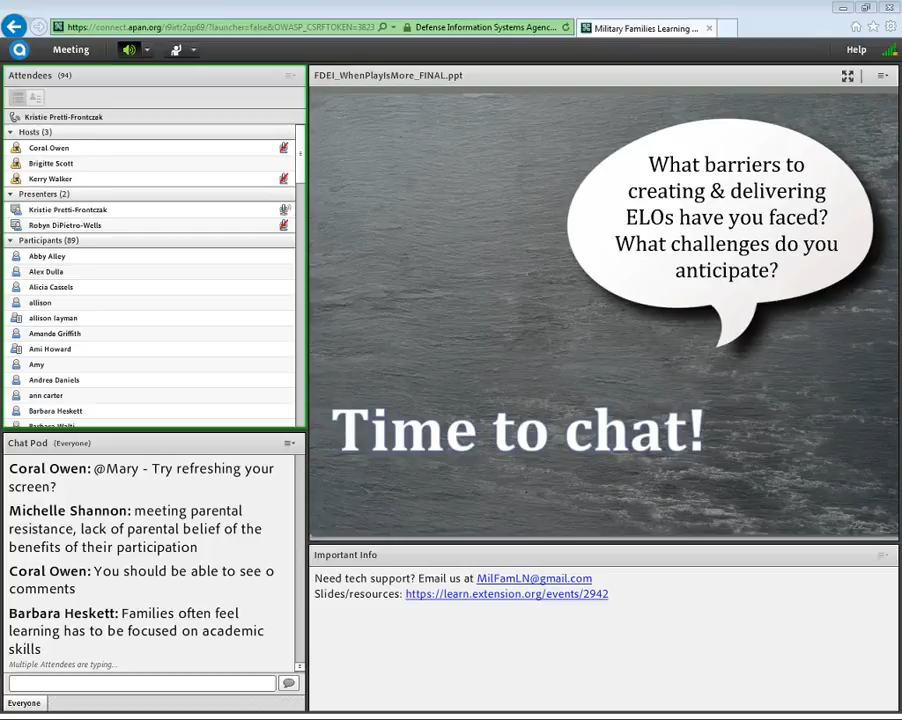 https://connect.apan.org/r9irtz2qp69/?launcher=false&OWASP_CSRFTOKEN=3823
Defense Information Systems Agenc...
Military Families Learning ...
Meeting
Help
Attendees (94)
Kristie Pretti-Frontczak
Hosts (3)
Coral Owen
Brigitte Scott
Kerry Walker
Presenters (2)
Kristie Pretti-Frontczak
Robyn DiPietro-Wells
Participants (89)
Abby Alley
Alex Dulla
Alicia Cassels
allison
allison layman
Amanda Griffith
Ami Howard
Amy
Andrea Daniels
ann carter
Barbara Heskett
Barbara Walti
Chat Pod (Everyone)
Coral Owen: @Mary - Try refreshing your
screen?
Michelle Shannon: meeting parental
resistance, lack of parental belief of the
benefits of their participation
Coral Owen: You should be able to see o
comments
Barbara Heskett: Families often feel
learning has to be focused on academic
skills
Multiple Attendees are typing...
Everyone
FDEI_WhenPlayIsMore_FINAL.ppt
What barriers to
creating & delivering
ELOs have you faced?
What challenges do you
anticipate?
Time to chat!
Important Info
Need tech support? Email us at MilFamLN@gmail.com
Slides/resources: https://learn.extension.org/events/2942